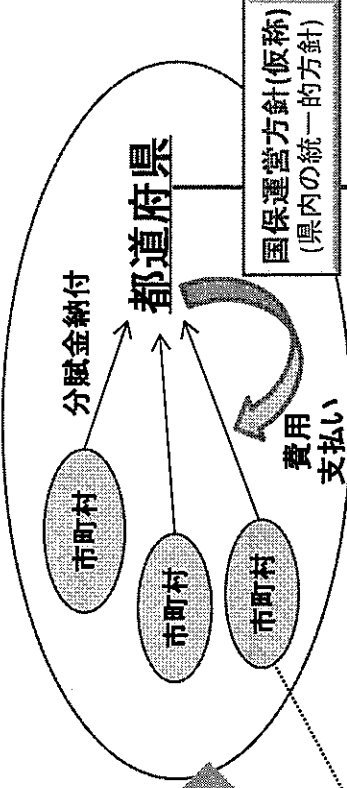 市町村
市町村
市町村
分賦金納付
都道府県
費用
支払い
国保運営方針(仮称)
(県内の統一的方針)